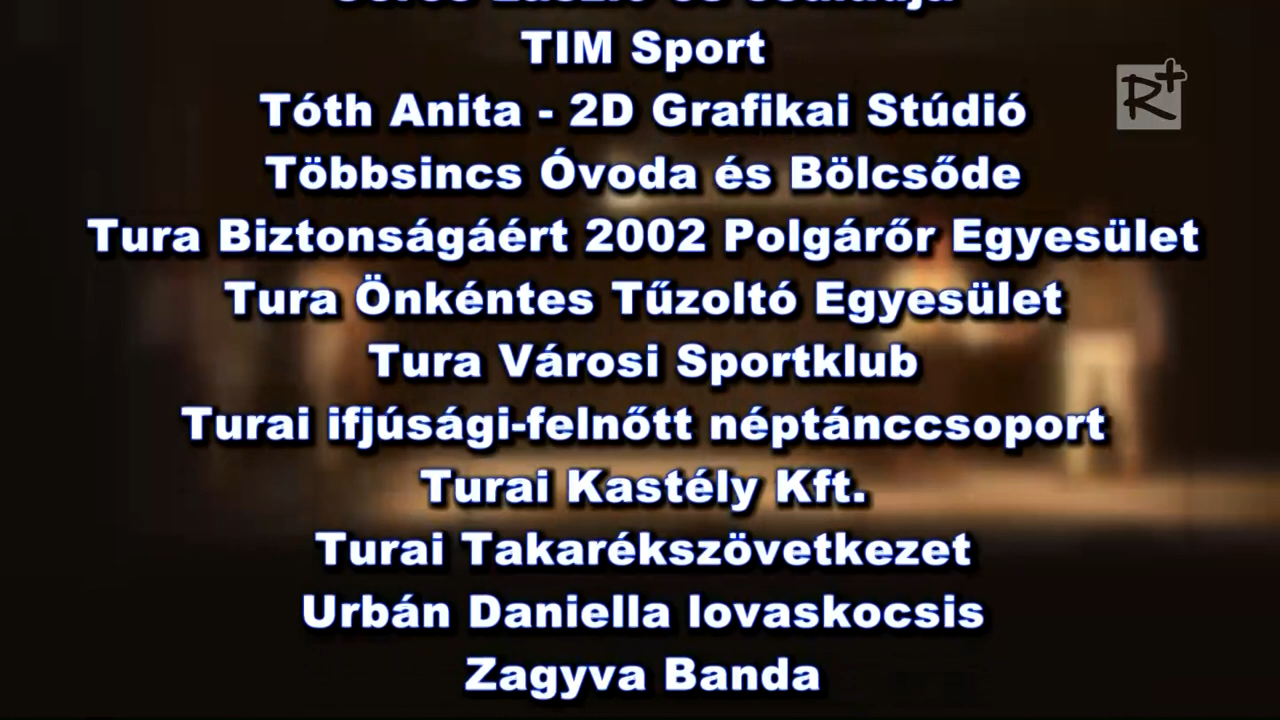 TIM Sport
Tóth Anita - 2D Grafikai Stúdió
Többsincs Óvoda és Bölcsőde
Tura Biztonságáért 2002 Polgárőr Egyesület
Tura Önkéntes Tűzoltó Egyesület
Tura Városi Sportklub
Turai ifjúsági-felnőtt néptánccsoport
Turai Kastély Kft.
Turai Takarékszövetkezet
Urbán Daniella lovaskocsis
Zagyva Banda
R+